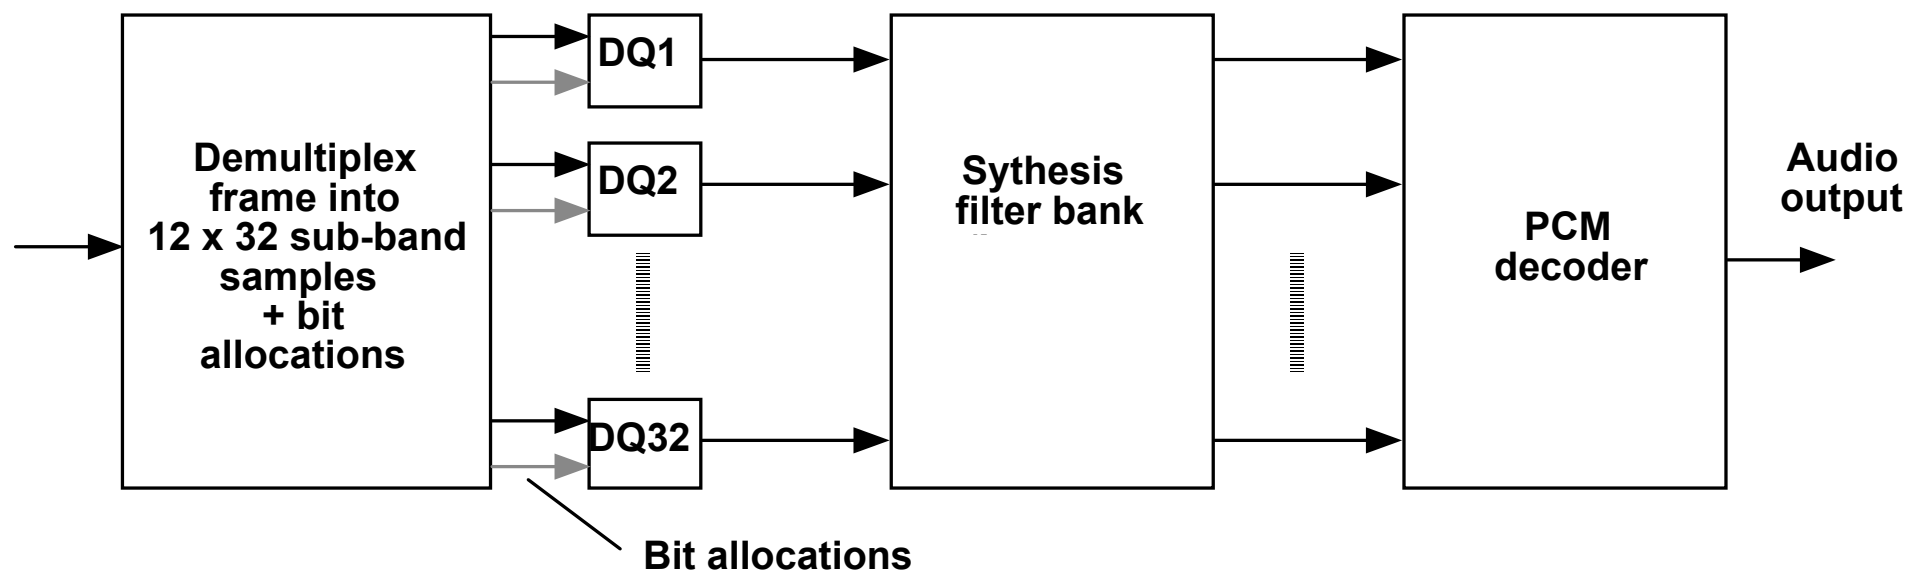 Demultiplex
frame into
12 x 32 sub-band
samples
+ bit
allocations
DQ1
DQ2
DQ32
Bit allocations
Sythesis
filter bank
PCM
decoder
Audio
output